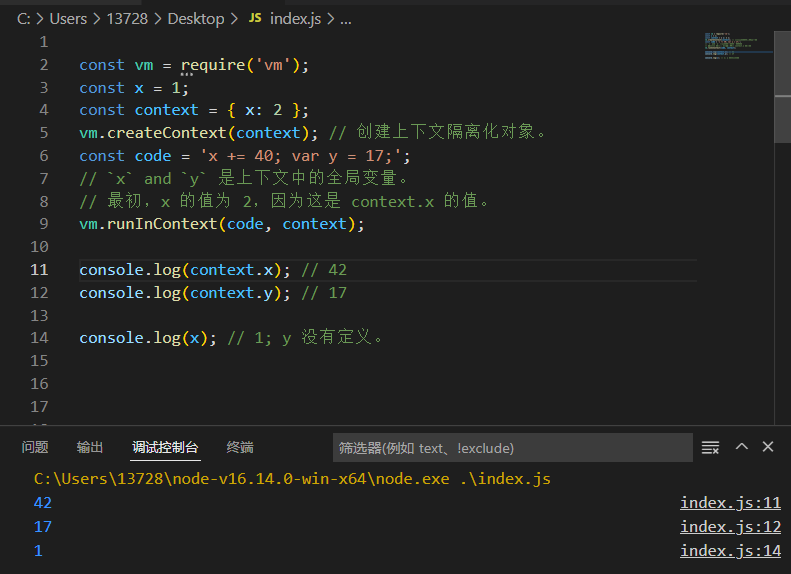 C: > Users > 13728 > Desktop > JS index.js > ...
1
2 const vm = require('vm');
3 const x = 1;
4 const context = { x: 2 };
5 vm.createContext(context); // 创建上下文隔离化对象。
6 const code = 'x += 40; var y = 17;';
7 // `x` and `y` 是上下文中的全局变量。
8 // 最初，x 的值为 2，因为这是 context.x 的值。
9 vm.runInContext(code, context);
10
11 console.log(context.x); // 42
12 console.log(context.y); // 17
13
14 console.log(x); // 1; y 没有定义。
15
16
17
问题 输出 调试控制台 终端 筛选器(例如 text、!exclude)
C:\Users\13728\node-v16.14.0-win-x64\node.exe .\index.js
42 index.js:11
17 index.js:12
1 index.js:14